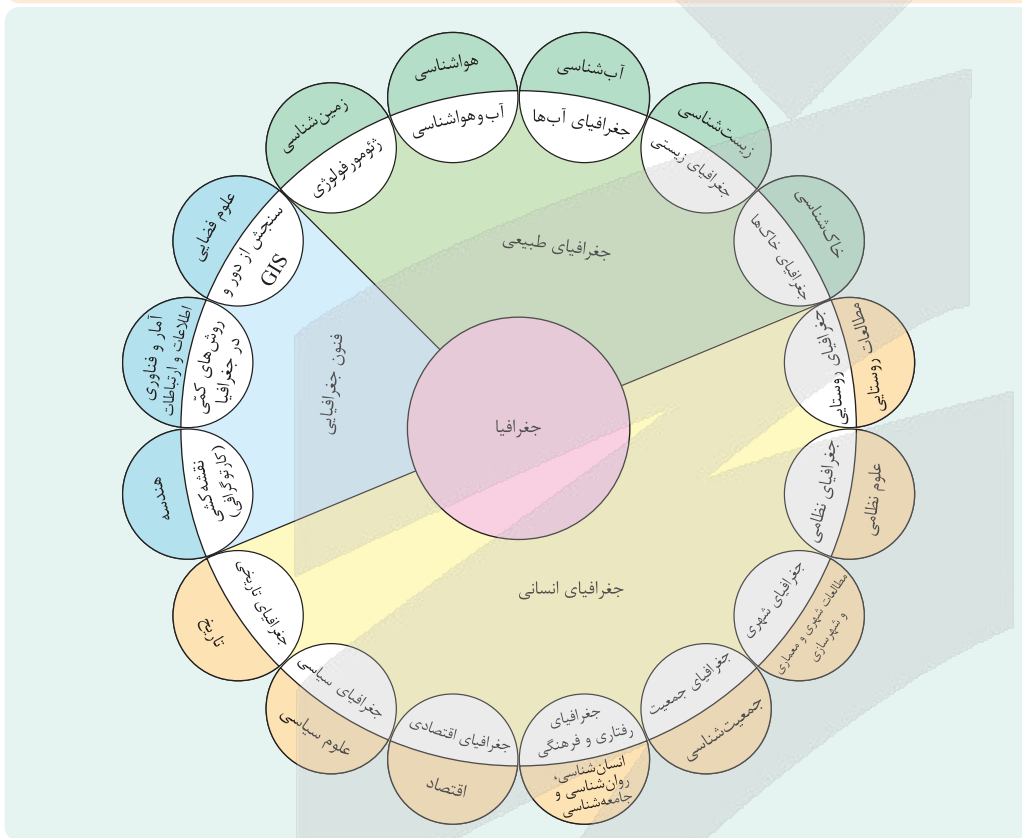 جغرافیا
جغرافیای طبیعی
فنون جغرافیایی
جغرافیای انسانی
هواشناسی
آب‌وهواشناسی
آب‌شناسی
جغرافیای آب‌ها
زیست‌شناسی
جغرافیای زیستی
خاک‌شناسی
جغرافیای خاک‌ها
مطالعات روستایی
جغرافیای روستایی
علوم نظامی
جغرافیای نظامی
مطالعات شهری و معماری
و شهرسازی
جغرافیای شهری
جمعیت‌شناسی
جغرافیای جمعیت
جغرافیای
رفتاری و فرهنگی
انسان‌شناسی،
روان‌شناسی و
جامعه‌شناسی
جغرافیای اقتصادی
اقتصاد
جغرافیای سیاسی
علوم سیاسی
جغرافیای تاریخی
تاریخ
نقشه‌کشی
(کارتوگرافی)
هندسه
روش‌های کمّی
در جغرافیا
آمار و فناوری
اطلاعات و ارتباطات
سنجش از دور و
GIS
علوم فضایی
زمین‌شناسی
ژئومورفولوژی